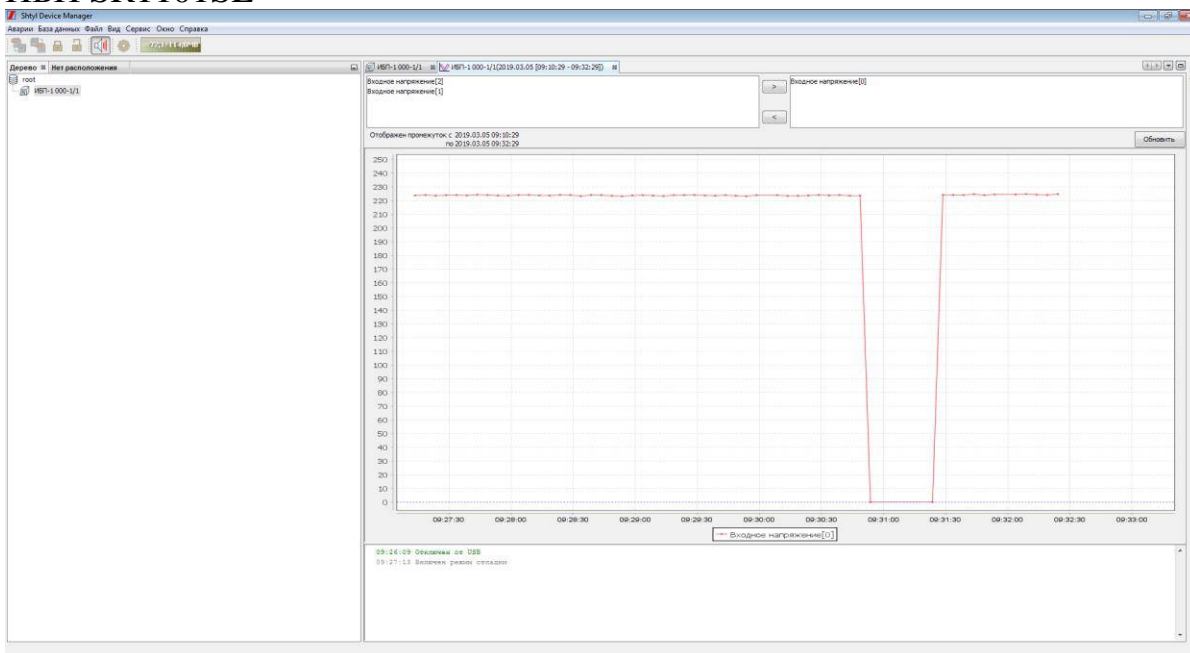 ИБП SR1101SL
Shtyl Device Manager
Аварии База данных Файл Вид Сервис Окно Справка
Дерево Нет расположения
root
ИБП-1 000-1/1
ИБП-1 000-1/1
ИБП-1 000-1/1(2019.03.05 [09:10:29 - 09:32:29])
Входное напряжение[2]
Входное напряжение[1]
>
<
Входное напряжение[0]
Отображен промежуток с 2019.03.05 09:10:29
по 2019.03.05 09:32:29
Обновить
250
240
230
220
210
200
190
180
170
160
150
140
130
120
110
100
90
80
70
60
50
40
30
20
10
0
09:27:30 09:28:00 09:28:30 09:29:00 09:29:30 09:30:00 09:30:30 09:31:00 09:31:30 09:32:00 09:32:30 09:33:00
Входное напряжение[0]
09:26:09 Отключен от USB
09:27:13 Включен режим отладки